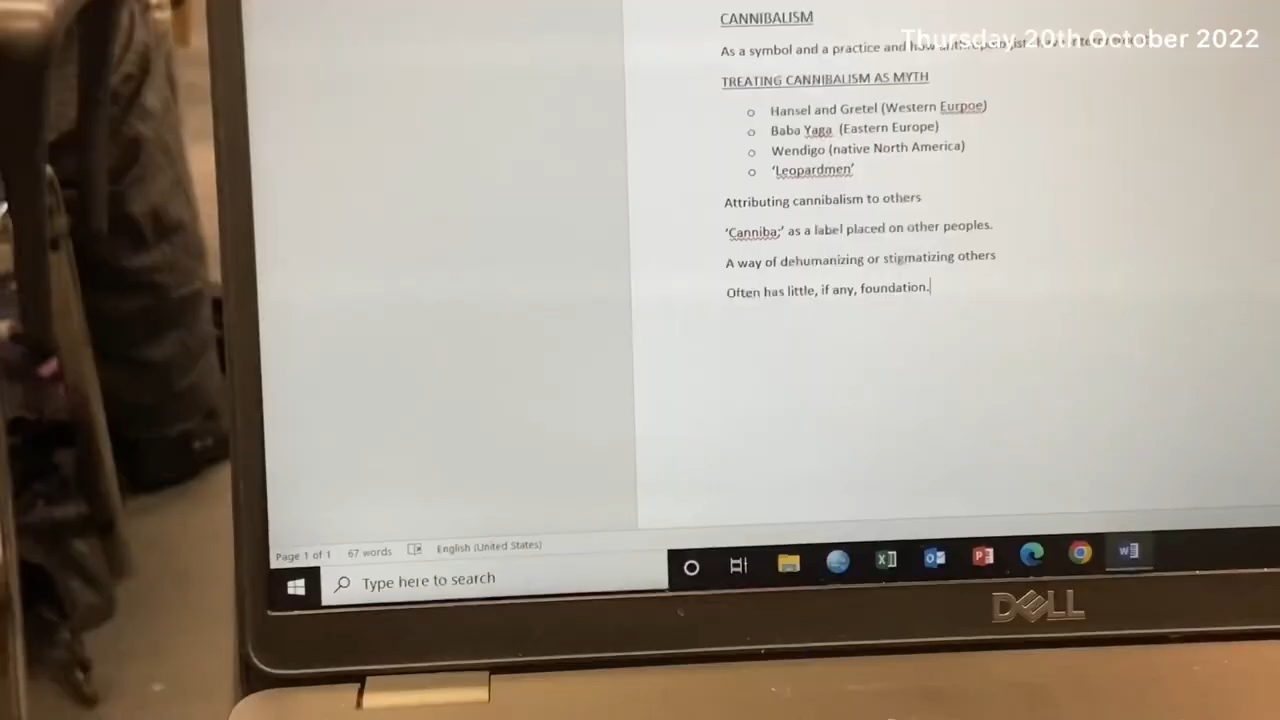 CANNIBALISM
Thursday 20th October 2022
As a symbol and a practice and how
TREATING CANNIBALISM AS MYTH
o Hansel and Gretel (Western Eurpoe)
o Baba Yaga (Eastern Europe)
o Wendigo (native North America)
o ‘Leopardmen’
Attributing cannibalism to others
‘Canniba;’ as a label placed on other peoples.
A way of dehumanizing or stigmatizing others
Often has little, if any, foundation.
Page 1 of 1 67 words English (United States)
Type here to search
DELL